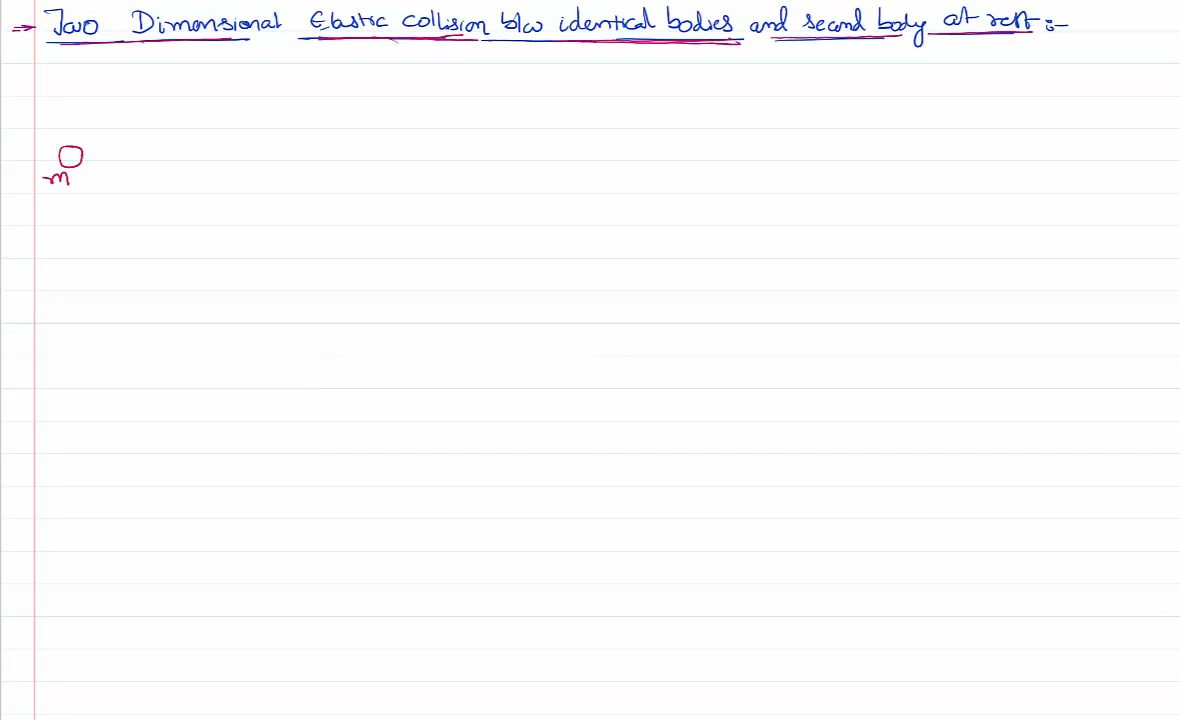 ⇒ Two Dimensional Elastic collision b/w identical bodies and second body at rest :-
m